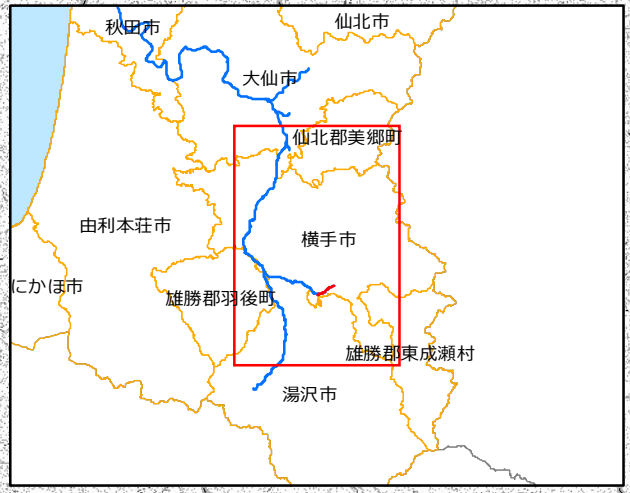 秋田市
仙北市
大仙市
仙北郡美郷町
由利本荘市
横手市
にかほ市
雄勝郡羽後町
雄勝郡東成瀬村
湯沢市